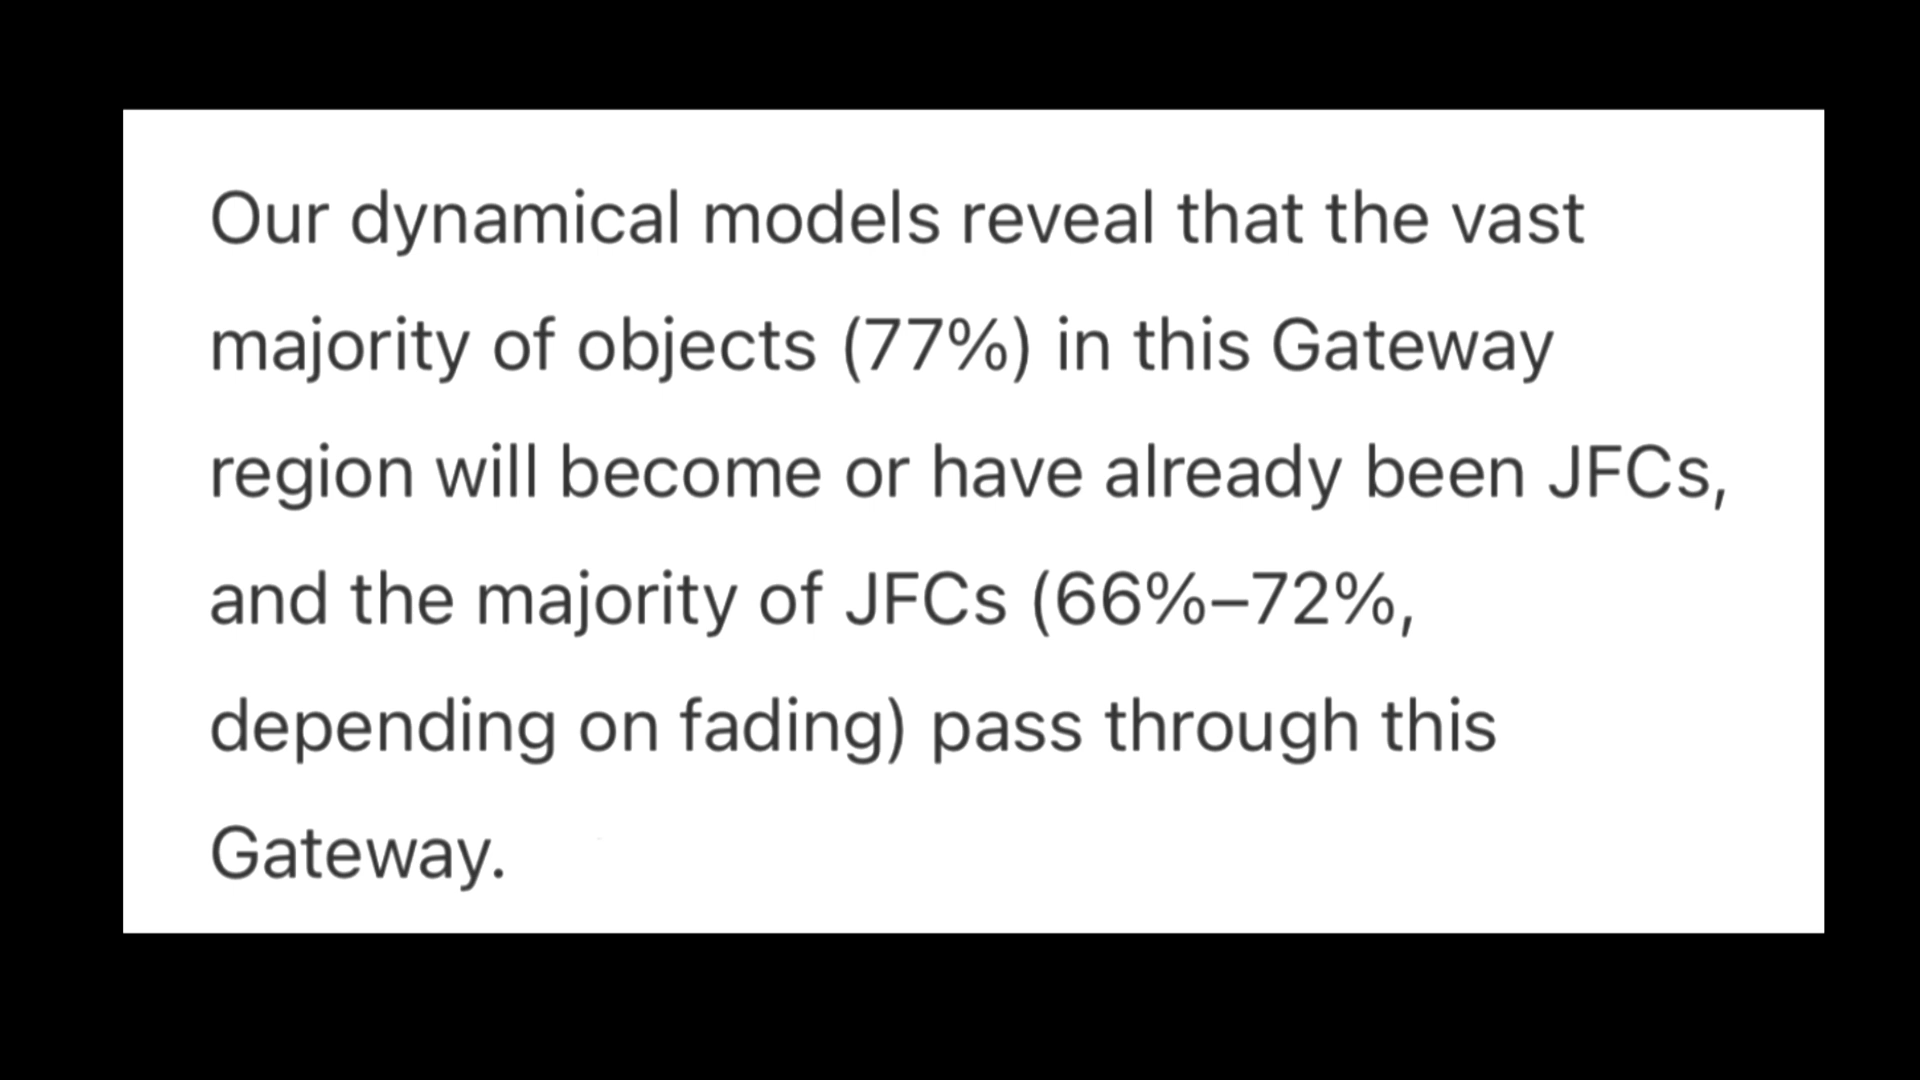 Our dynamical models reveal that the vast
majority of objects (77%) in this Gateway
region will become or have already been JFCs,
and the majority of JFCs (66%–72%,
depending on fading) pass through this
Gateway.